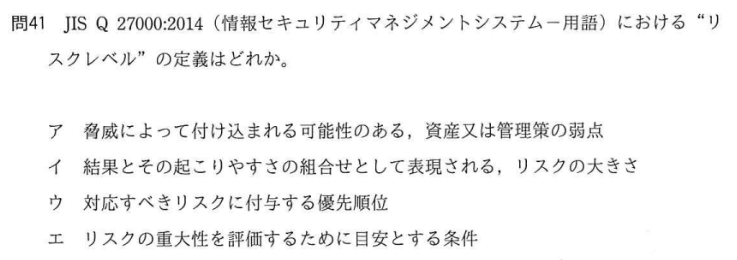 問41 JIS Q 27000:2014（情報セキュリティマネジメントシステム－用語）における“リ
スクレベル”の定義はどれか。
ア 脅威によって付け込まれる可能性のある，資産又は管理策の弱点
イ 結果とその起こりやすさの組合せとして表現される，リスクの大きさ
ウ 対応すべきリスクに付与する優先順位
エ リスクの重大性を評価するために目安とする条件